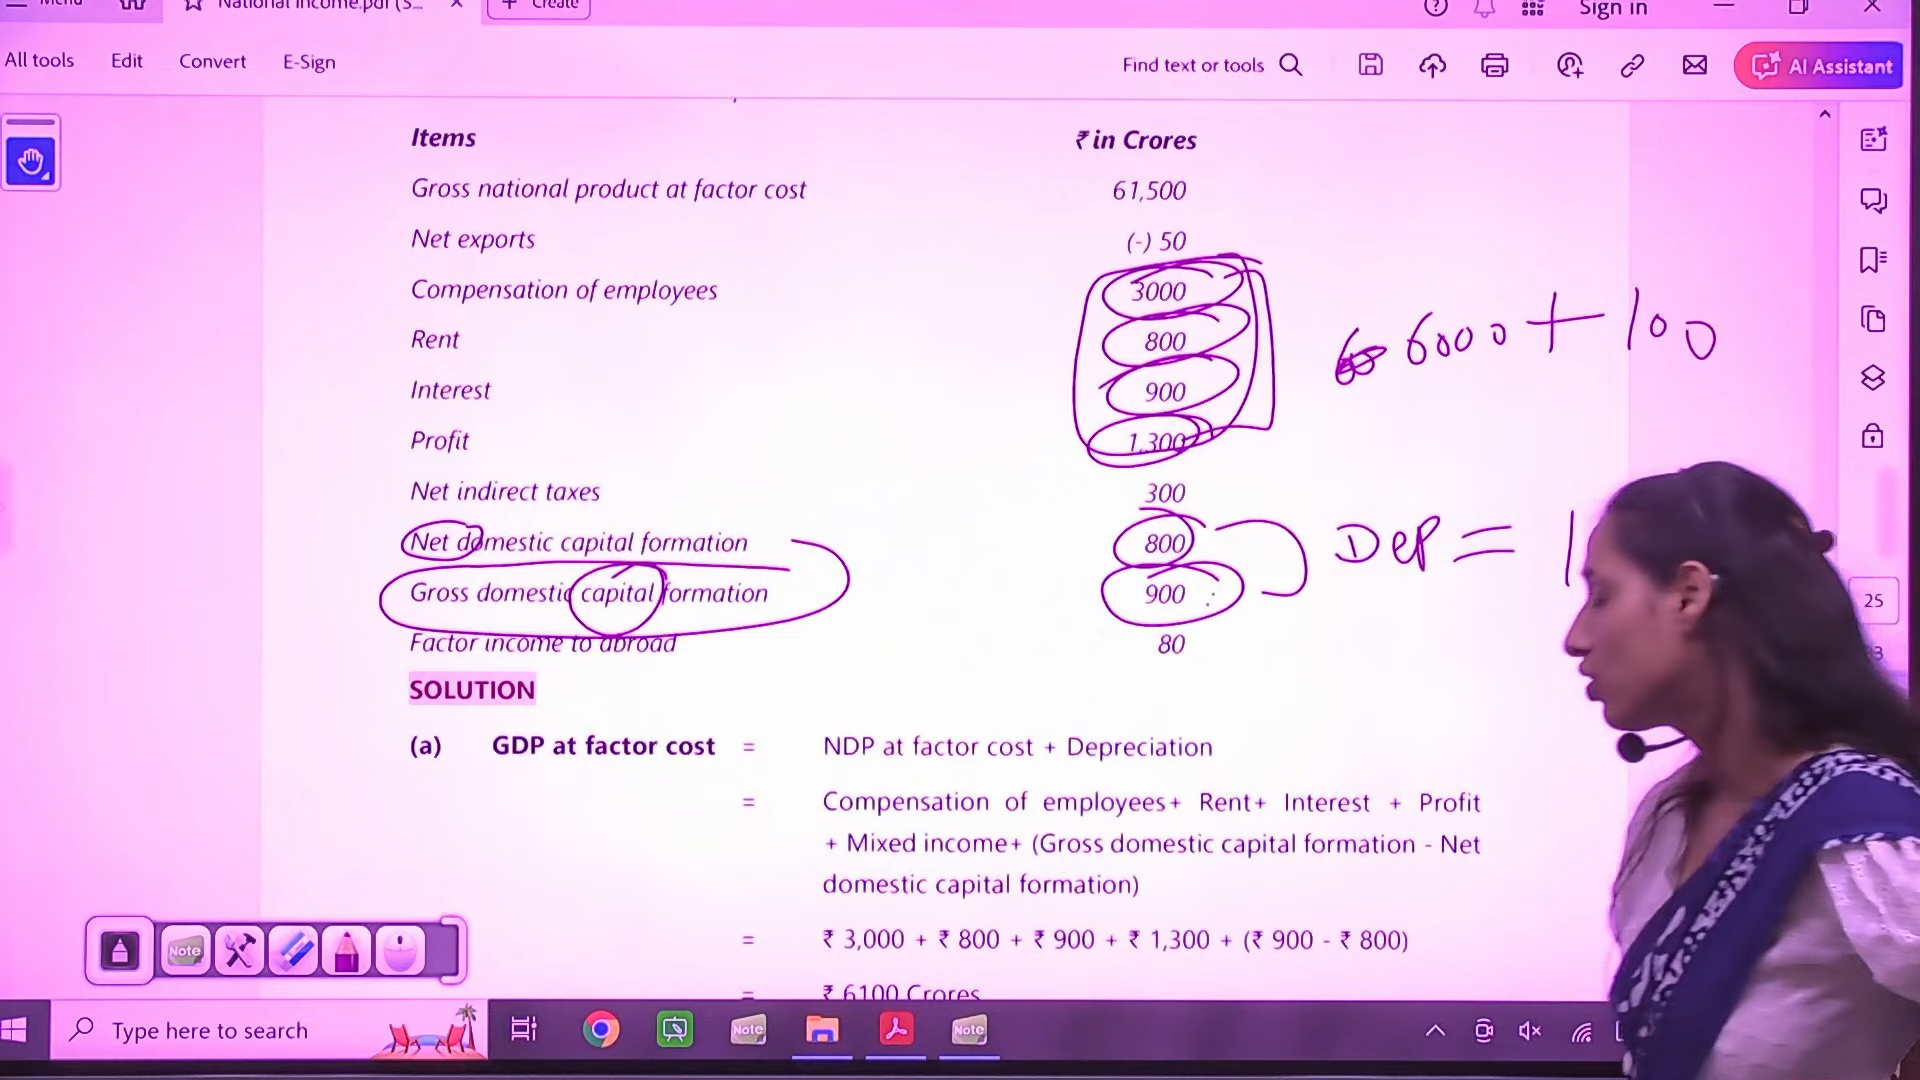 Menu National Income.pdf (S... × + Create Sign in
All tools Edit Convert E-Sign Find text or tools AI Assistant
Items ₹ in Crores
Gross national product at factor cost 61,500
Net exports (-) 50
Compensation of employees 3000
Rent 800
6000 + 100
Interest 900
Profit 1,300
Net indirect taxes 300
Net domestic capital formation 800
DeP = 1
Gross domestic capital formation 900
25
Factor income to abroad 80
SOLUTION
(a) GDP at factor cost = NDP at factor cost + Depreciation
= Compensation of employees+ Rent+ Interest + Profit
+ Mixed income+ (Gross domestic capital formation - Net
domestic capital formation)
= ₹ 3,000 + ₹ 800 + ₹ 900 + ₹ 1,300 + (₹ 900 - ₹ 800)
= ₹ 6100 Crores
Note
Type here to search Note Note